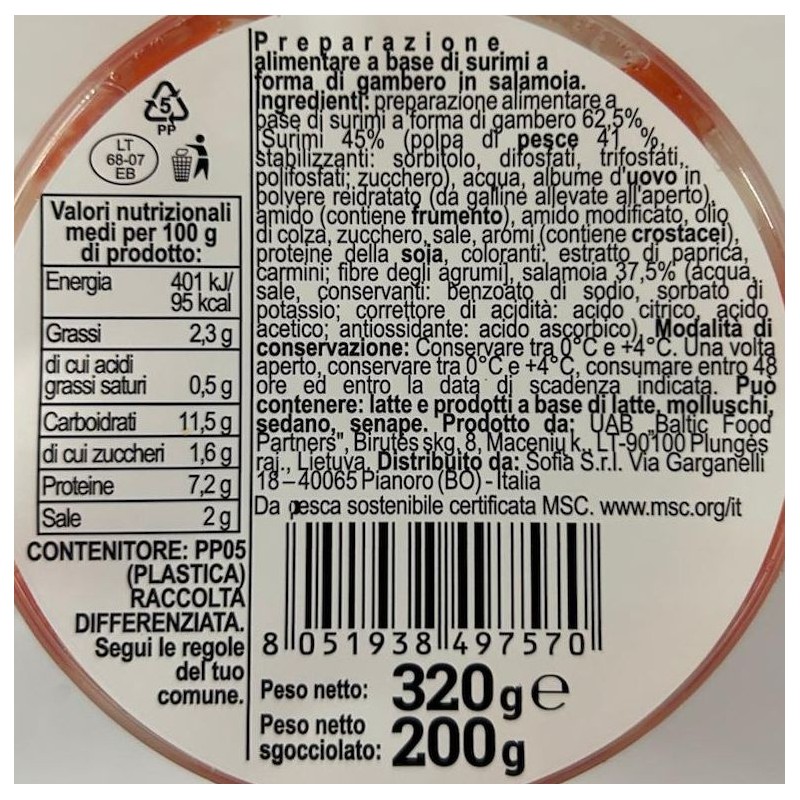 5
PP
LT
68-07
EB
Valori nutrizionali
medi per 100 g
di prodotto:
Energia 401 kJ/
95 kcal
Grassi 2,3 g
di cui acidi
grassi saturi 0,5 g
Carboidrati 11,5 g
di cui zuccheri 1,6 g
Proteine 7,2 g
Sale 2 g
CONTENITORE: PP05
(PLASTICA)
RACCOLTA
DIFFERENZIATA.
Segui le regole
del tuo
comune.
Preparazione
alimentare a base di surimi a
forma di gambero in salamoia.
Ingredienti: preparazione alimentare a
base di surimi a forma di gambero 62,5%
[Surimi 45% (polpa di pesce 41 %,
stabilizzanti: sorbitolo, difosfati, trifosfati,
polifosfati; zucchero), acqua, albume d'uovo in
polvere reidratato (da galline allevate all'aperto),
amido (contiene frumento), amido modificato, olio
di colza, zucchero, sale, aromi (contiene crostacei),
proteine della soja, coloranti: estratto di paprica,
carmini; fibre degli agrumi], salamoia 37,5% (acqua,
sale, conservanti: benzoato di sodio, sorbato di
potassio; correttore di acidità: acido citrico, acido
acetico; antiossidante: acido ascorbico). Modalità di
conservazione: Conservare tra 0°C e +4°C. Una volta
aperto, conservare tra 0°C e +4°C, consumare entro 48
ore ed entro la data di scadenza indicata. Può
contenere: latte e prodotti a base di latte, molluschi,
sedano, senape. Prodotto da: UAB „Baltic Food
Partners", Birutės skg. 8, Macenių k., LT-90100 Plungės
raj., Lietuva. Distribuito da: Sofia S.r.l. Via Garganelli
18 – 40065 Pianoro (BO) - Italia
Da pesca sostenibile certificata MSC. www.msc.org/it
8 051938 497570
Peso netto: 320 g e
Peso netto
sgocciolato: 200 g